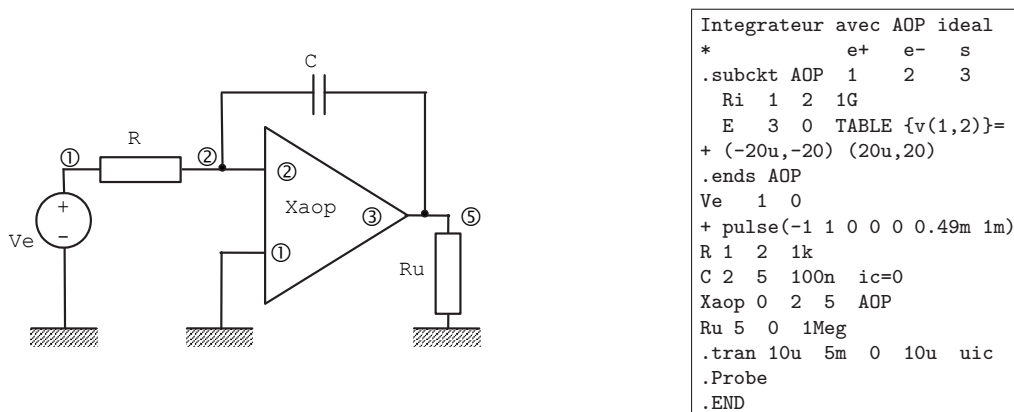 C
R
①
②
②
Xaop
③
⑤
+
−
Ve
①
Ru
Integrateur avec AOP ideal
* e+ e- s
.subckt AOP 1 2 3
Ri 1 2 1G
E 3 0 TABLE {v(1,2)}=
+ (-20u,-20) (20u,20)
.ends AOP
Ve 1 0
+ pulse(-1 1 0 0 0 0.49m 1m)
R 1 2 1k
C 2 5 100n ic=0
Xaop 0 2 5 AOP
Ru 5 0 1Meg
.tran 10u 5m 0 10u uic
.Probe
.END